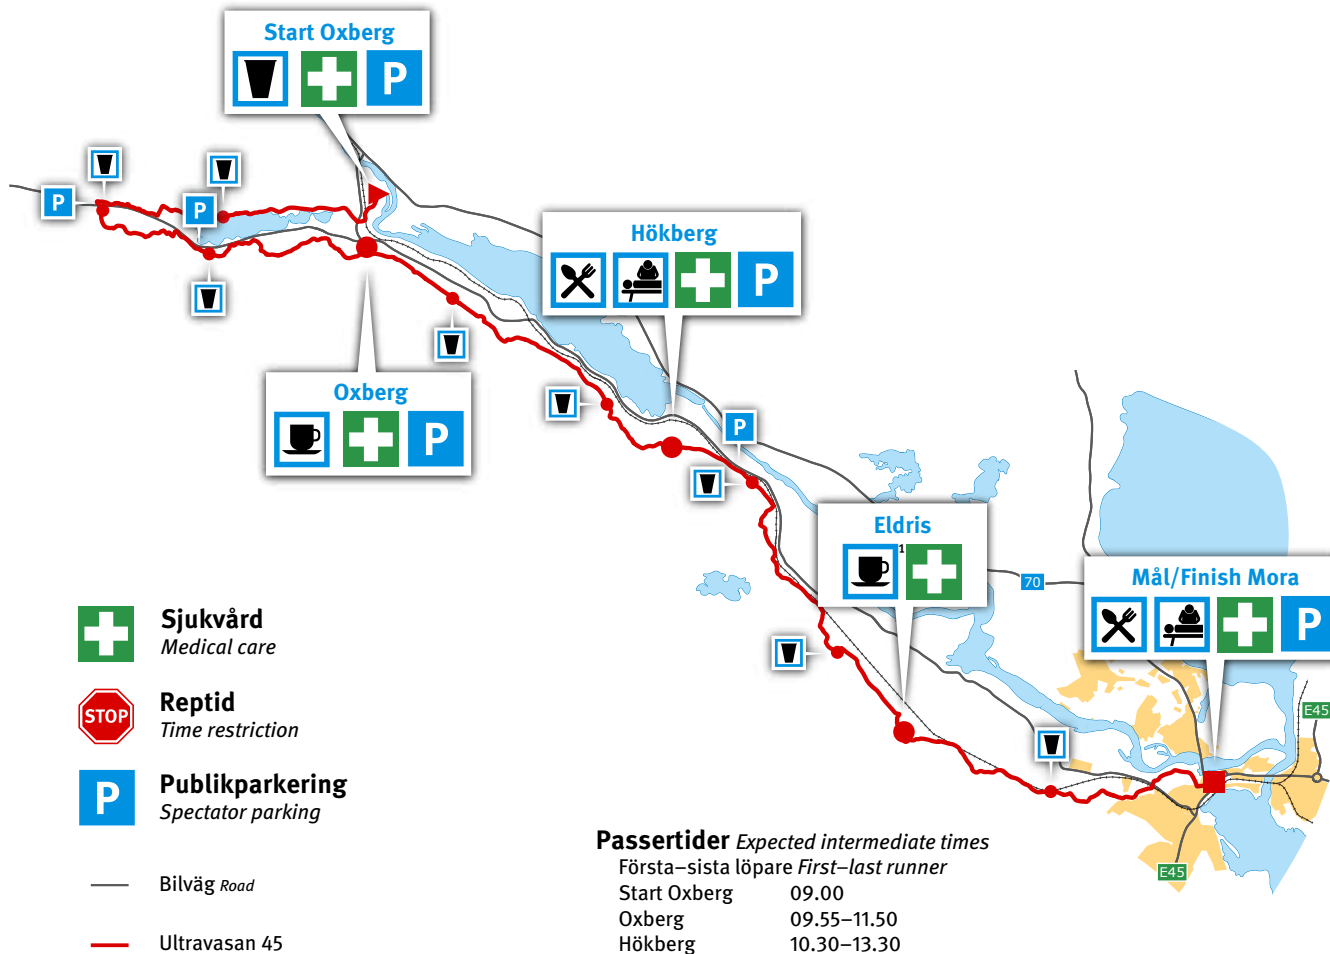 Start Oxberg
P
P
P
Hökberg
P
Oxberg
P
P
Eldris
1
70
Mål/Finish Mora
P
E45
E45
Sjukvård
Medical care
STOP
Reptid
Time restriction
P
Publikparkering
Spectator parking
Bilväg Road
Ultravasan 45
Passertider Expected intermediate times
Första–sista löpare First–last runner
Start Oxberg 09.00
Oxberg 09.55–11.50
Hökberg 10.30–13.30